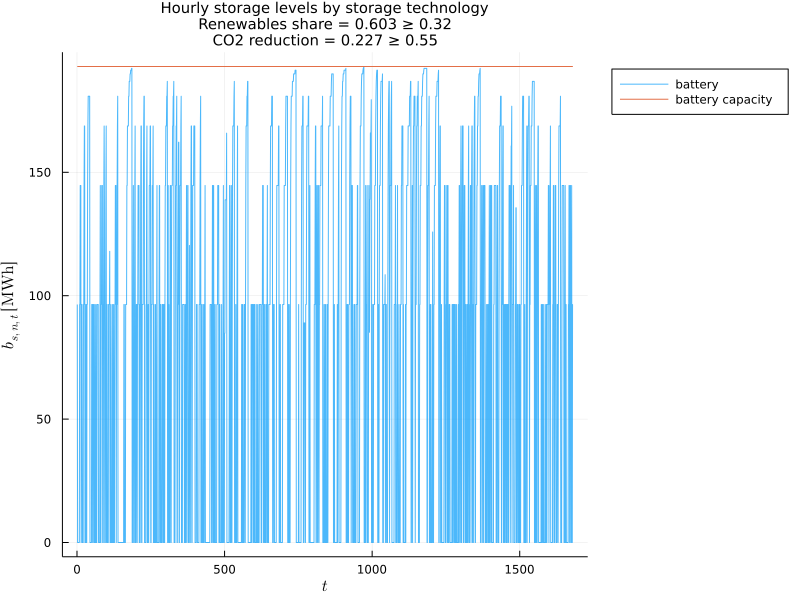 Hourly storage levels by storage technology
Renewables share = 0.603 ≥ 0.32
CO2 reduction = 0.227 ≥ 0.55
battery
battery capacity
150
100
50
0
b_{s, n, t} [MWh]
0
500
1000
1500
t